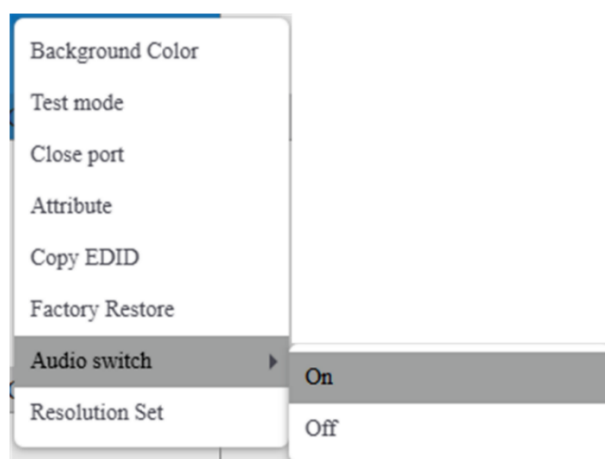 Background Color
Test mode
Close port
Attribute
Copy EDID
Factory Restore
Audio switch
On
Resolution Set
Off